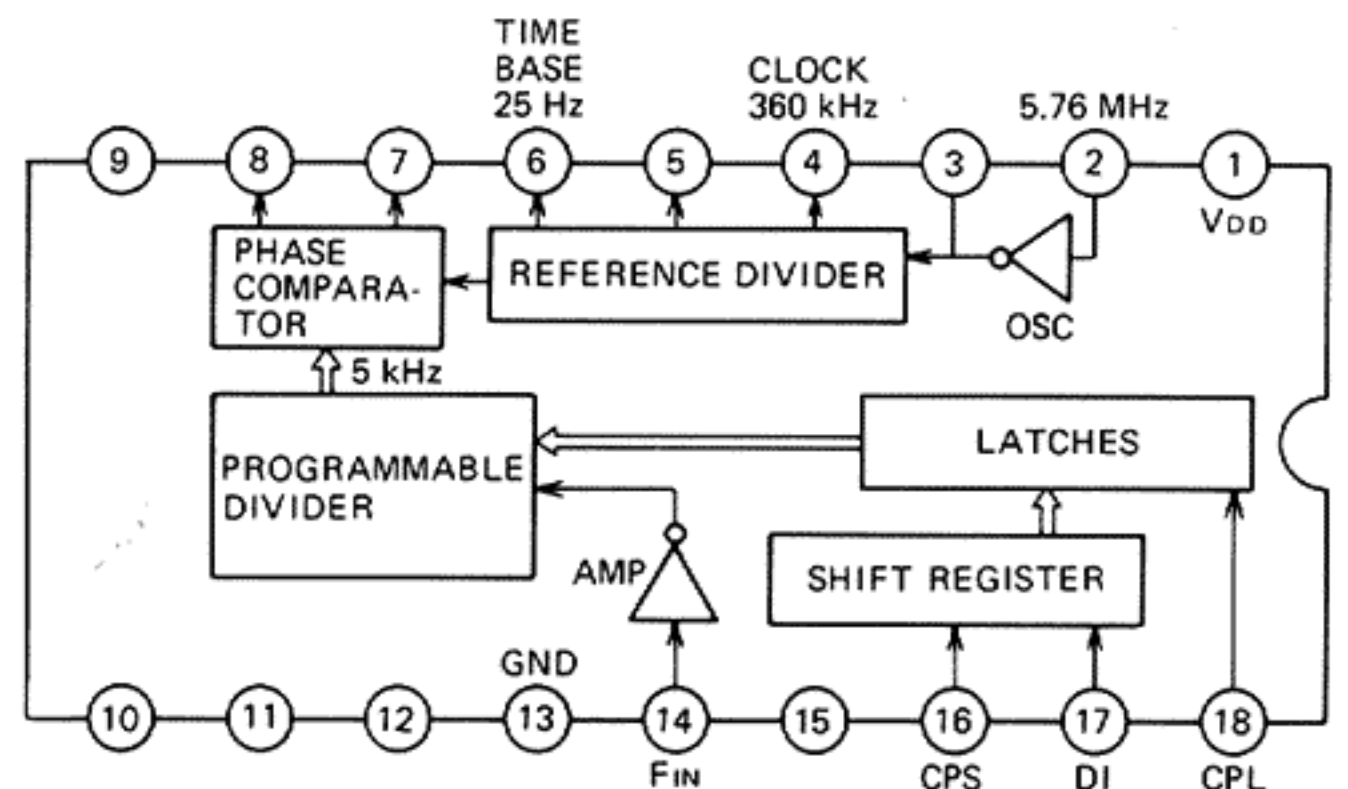 TIME
BASE
25 Hz
CLOCK
360 kHz
5.76 MHz
9 8 7 6 5 4 3 2 1
VDD
PHASE
COMPARA-
TOR
REFERENCE DIVIDER
OSC
5 kHz
LATCHES
PROGRAMMABLE
DIVIDER
AMP
SHIFT REGISTER
GND
10 11 12 13 14 15 16 17 18
FIN
CPS
DI
CPL